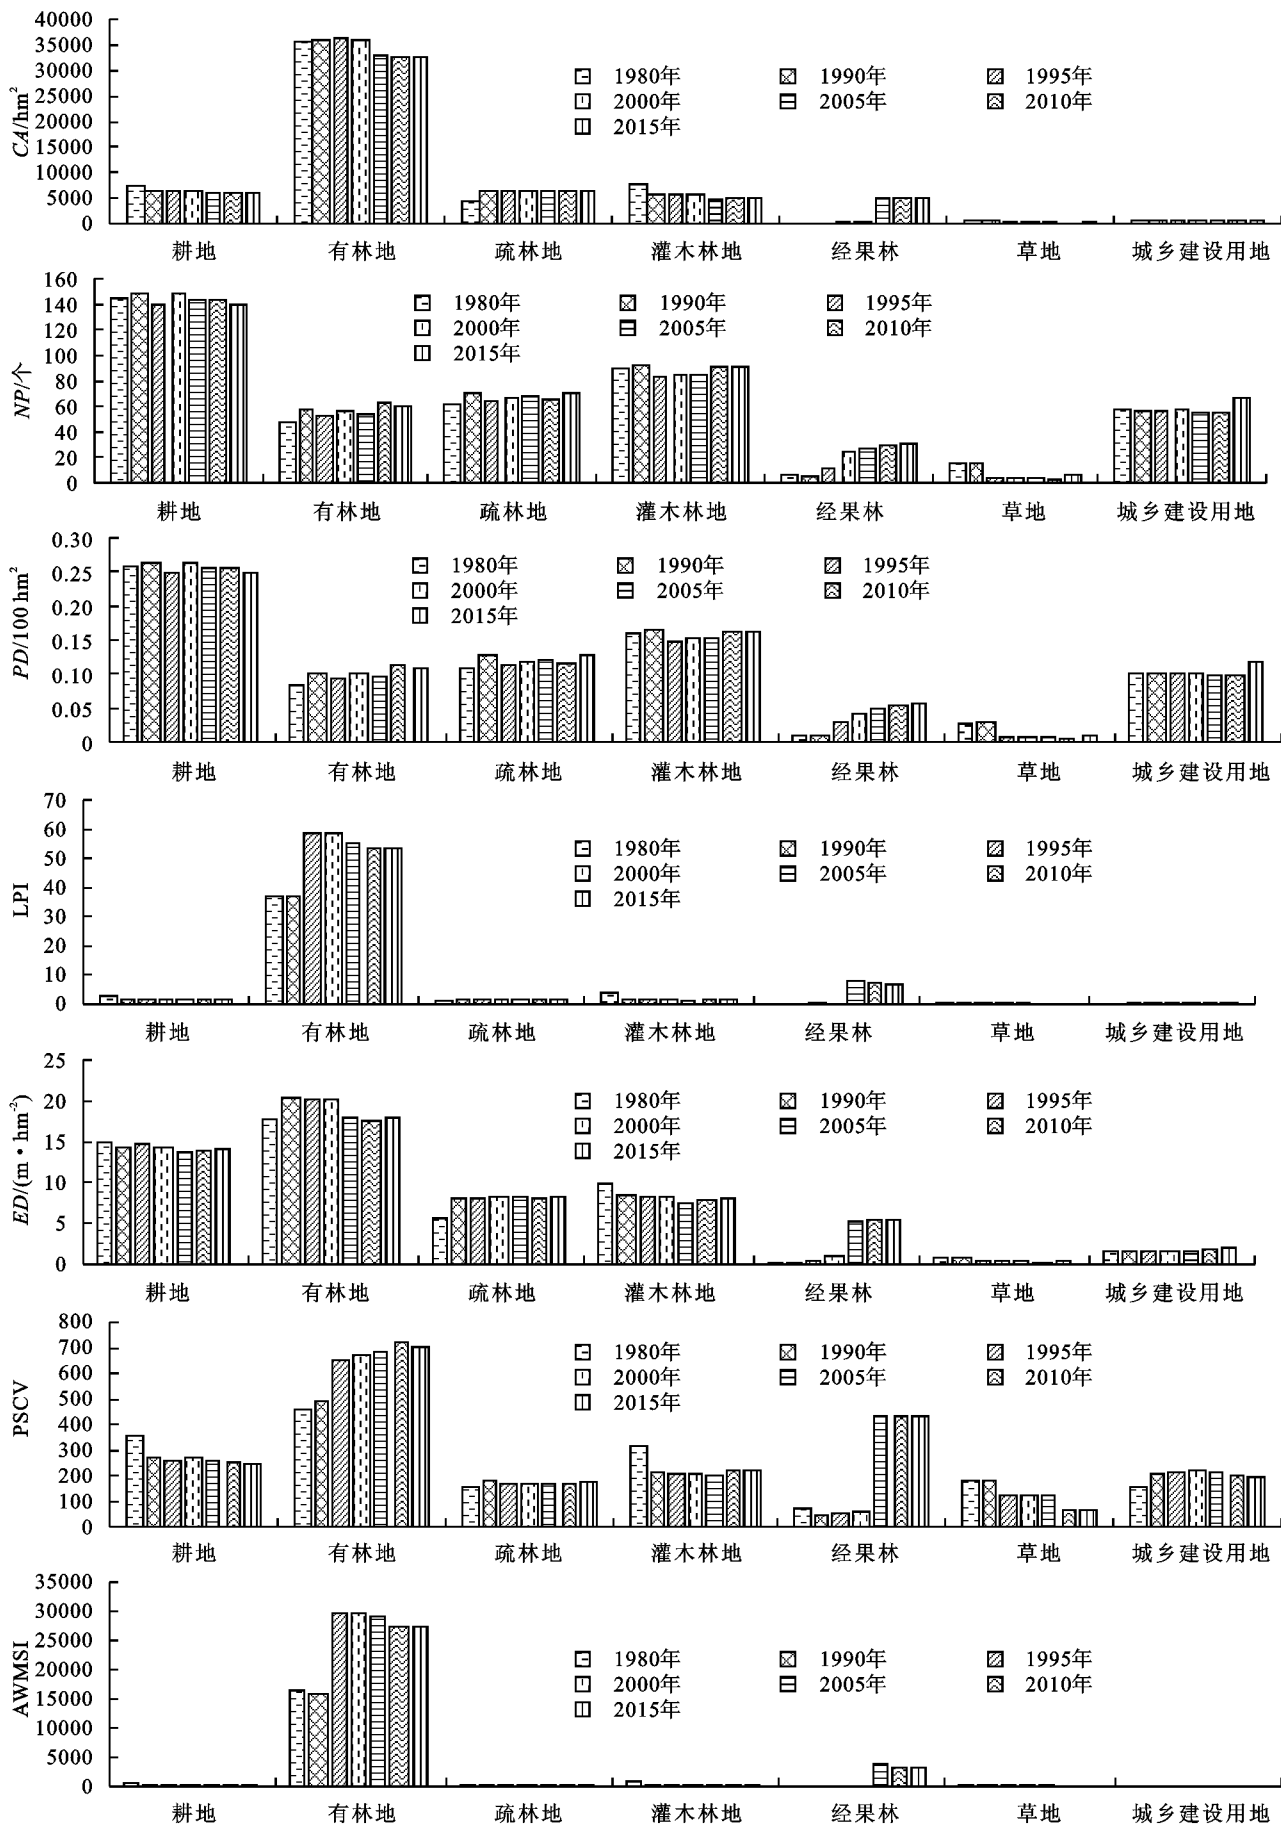 CA/hm²
40000
35000
30000
25000
20000
15000
10000
5000
0
1980年 1990年 1995年
2000年 2005年 2010年
2015年
耕地 有林地 疏林地 灌木林地 经果林 草地 城乡建设用地
NP/个
160
140
120
100
80
60
40
20
0
1980年 1990年 1995年
2000年 2005年 2010年
2015年
耕地 有林地 疏林地 灌木林地 经果林 草地 城乡建设用地
PD/100 hm²
0.30
0.25
0.20
0.15
0.10
0.05
0
1980年 1990年 1995年
2000年 2005年 2010年
2015年
耕地 有林地 疏林地 灌木林地 经果林 草地 城乡建设用地
LPI
70
60
50
40
30
20
10
0
1980年 1990年 1995年
2000年 2005年 2010年
2015年
耕地 有林地 疏林地 灌木林地 经果林 草地 城乡建设用地
ED/(m·hm⁻²)
25
20
15
10
5
0
1980年 1990年 1995年
2000年 2005年 2010年
2015年
耕地 有林地 疏林地 灌木林地 经果林 草地 城乡建设用地
PSCV
800
700
600
500
400
300
200
100
0
1980年 1990年 1995年
2000年 2005年 2010年
2015年
耕地 有林地 疏林地 灌木林地 经果林 草地 城乡建设用地
AWMSI
35000
30000
25000
20000
15000
10000
5000
0
1980年 1990年 1995年
2000年 2005年 2010年
2015年
耕地 有林地 疏林地 灌木林地 经果林 草地 城乡建设用地